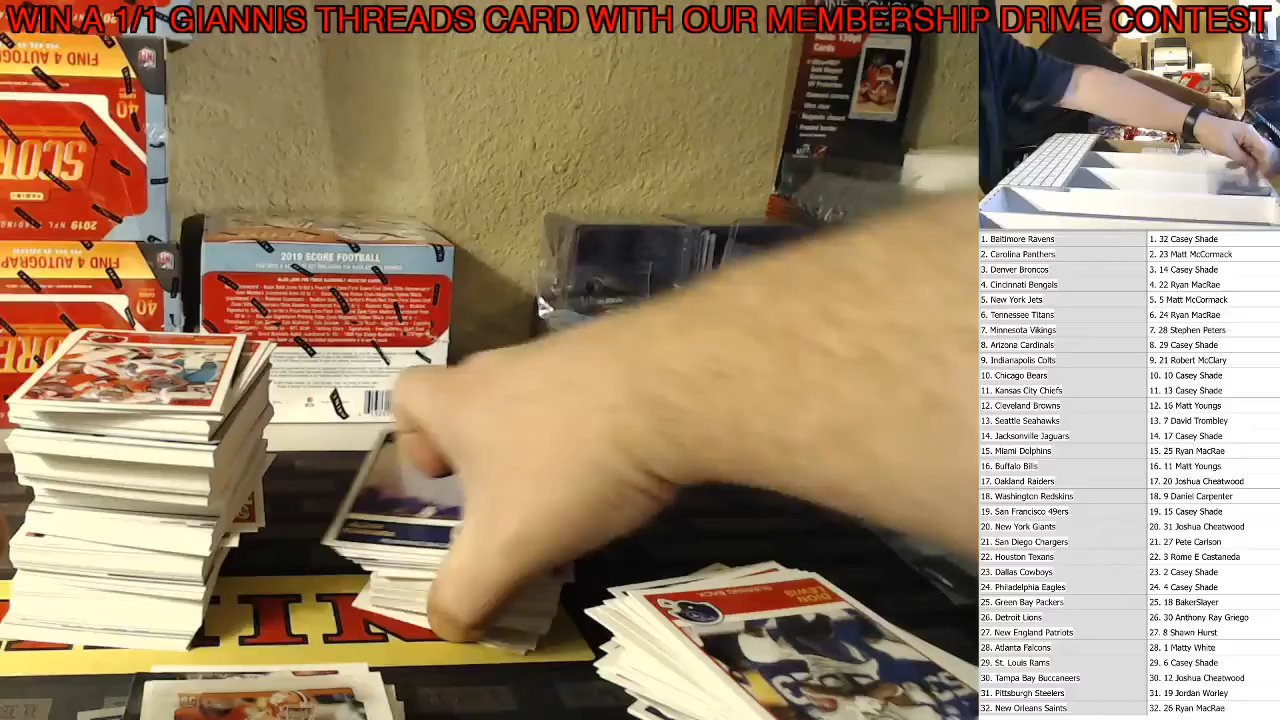 WIN A 1/1 GIANNIS THREADS CARD WITH OUR MEMBERSHIP DRIVE CONTEST
FIND 4 AUTOGR
40
SCOR
2019 NFL
FIND 4 AUTOGRA
40
2019 SCORE FOOTBALL
Cards
DION
LEWIS
RUNNING BACK
1. Baltimore Ravens 1. 32 Casey Shade
2. Carolina Panthers 2. 23 Matt McCormack
3. Denver Broncos 3. 14 Casey Shade
4. Cincinnati Bengals 4. 22 Ryan MacRae
5. New York Jets 5. 5 Matt McCormack
6. Tennessee Titans 6. 24 Ryan MacRae
7. Minnesota Vikings 7. 28 Stephen Peters
8. Arizona Cardinals 8. 29 Casey Shade
9. Indianapolis Colts 9. 21 Robert McClary
10. Chicago Bears 10. 10 Casey Shade
11. Kansas City Chiefs 11. 13 Casey Shade
12. Cleveland Browns 12. 16 Matt Youngs
13. Seattle Seahawks 13. 7 David Trombley
14. Jacksonville Jaguars 14. 17 Casey Shade
15. Miami Dolphins 15. 25 Ryan MacRae
16. Buffalo Bills 16. 11 Matt Youngs
17. Oakland Raiders 17. 20 Joshua Cheatwood
18. Washington Redskins 18. 9 Daniel Carpenter
19. San Francisco 49ers 19. 15 Casey Shade
20. New York Giants 20. 31 Joshua Cheatwood
21. San Diego Chargers 21. 27 Pete Carlson
22. Houston Texans 22. 3 Rome E Castaneda
23. Dallas Cowboys 23. 2 Casey Shade
24. Philadelphia Eagles 24. 4 Casey Shade
25. Green Bay Packers 25. 18 BakerSlayer
26. Detroit Lions 26. 30 Anthony Ray Griego
27. New England Patriots 27. 8 Shawn Hurst
28. Atlanta Falcons 28. 1 Matty White
29. St. Louis Rams 29. 6 Casey Shade
30. Tampa Bay Buccaneers 30. 12 Joshua Cheatwood
31. Pittsburgh Steelers 31. 19 Jordan Worley
32. New Orleans Saints 32. 26 Ryan MacRae